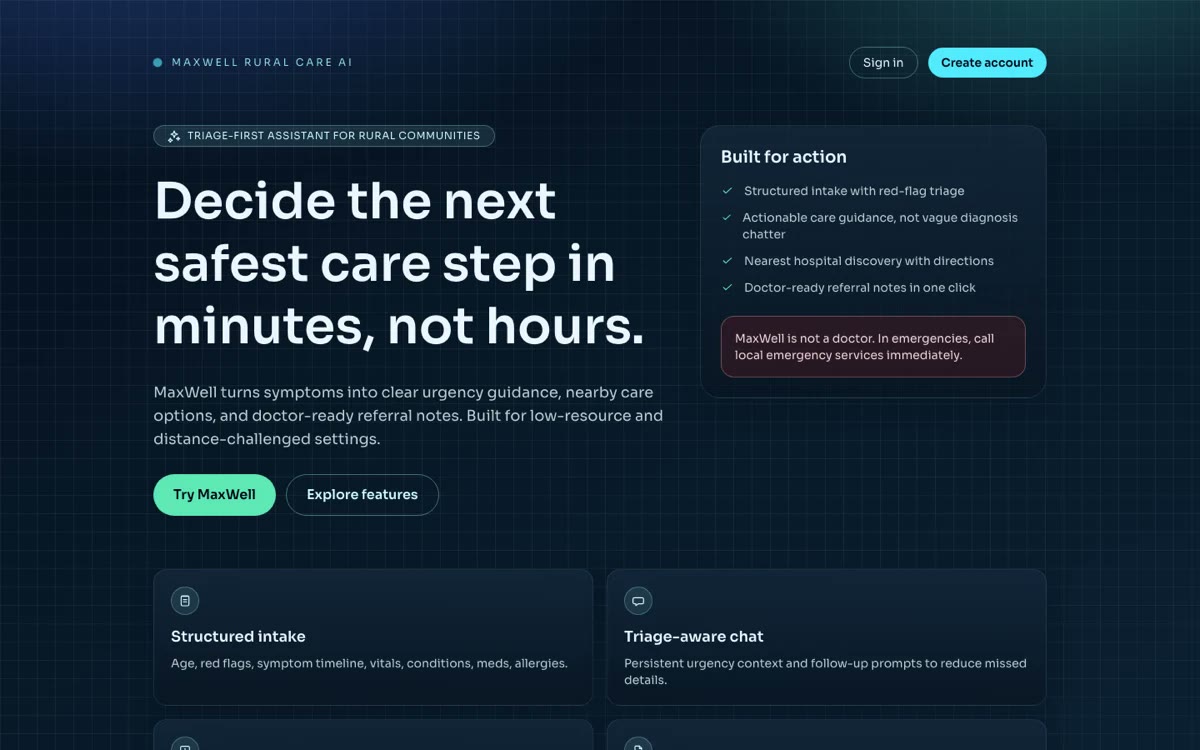 MAXWELL RURAL CARE AI
Sign in
Create account
TRIAGE-FIRST ASSISTANT FOR RURAL COMMUNITIES
Decide the next
safest care step in
minutes, not hours.
MaxWell turns symptoms into clear urgency guidance, nearby care
options, and doctor-ready referral notes. Built for low-resource and
distance-challenged settings.
Try MaxWell
Explore features
Built for action
Structured intake with red-flag triage
Actionable care guidance, not vague diagnosis
chatter
Nearest hospital discovery with directions
Doctor-ready referral notes in one click
MaxWell is not a doctor. In emergencies, call
local emergency services immediately.
Structured intake
Age, red flags, symptom timeline, vitals, conditions, meds, allergies.
Triage-aware chat
Persistent urgency context and follow-up prompts to reduce missed
details.